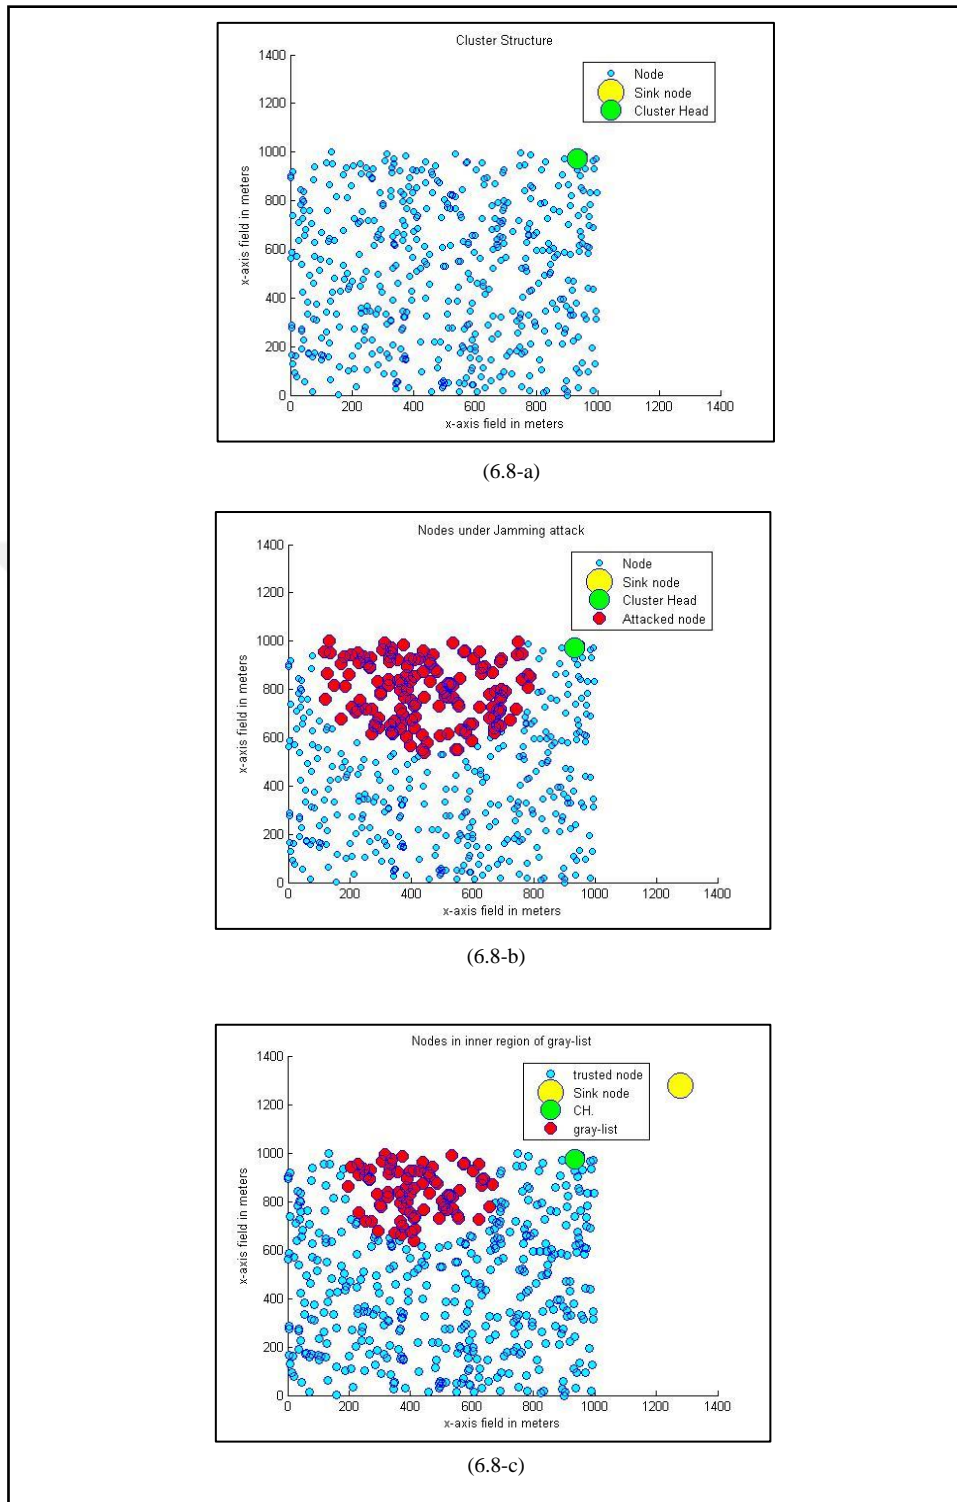 Cluster Structure
1400
1200
1000
800
600
400
200
0
x-axis field in meters
Node
Sink node
Cluster Head
0 200 400 600 800 1000 1200 1400
x-axis field in meters
(6.8-a)
Nodes under Jamming attack
1400
1200
1000
800
600
400
200
0
x-axis field in meters
Node
Sink node
Cluster Head
Attacked node
0 200 400 600 800 1000 1200 1400
x-axis field in meters
(6.8-b)
Nodes in inner region of gray-list
1400
1200
1000
800
600
400
200
0
x-axis field in meters
trusted node
Sink node
CH.
gray-list
0 200 400 600 800 1000 1200 1400
x-axis field in meters
(6.8-c)